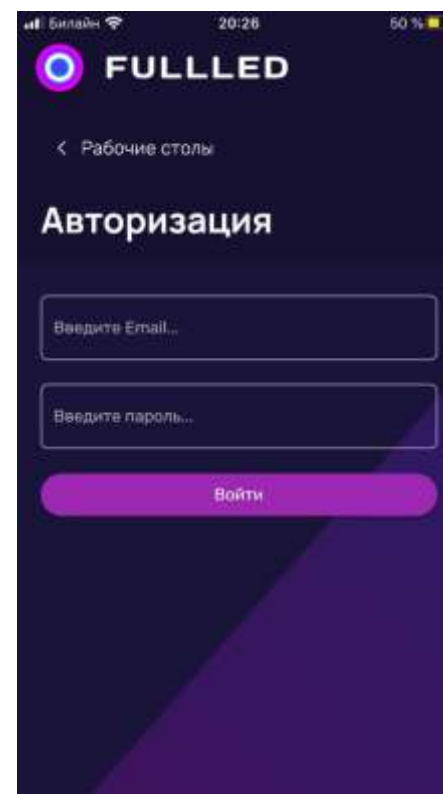 Билайн 20:26 50 %
FULLLED
< Рабочие столы
Авторизация
Введите Email...
Введите пароль...
Войти